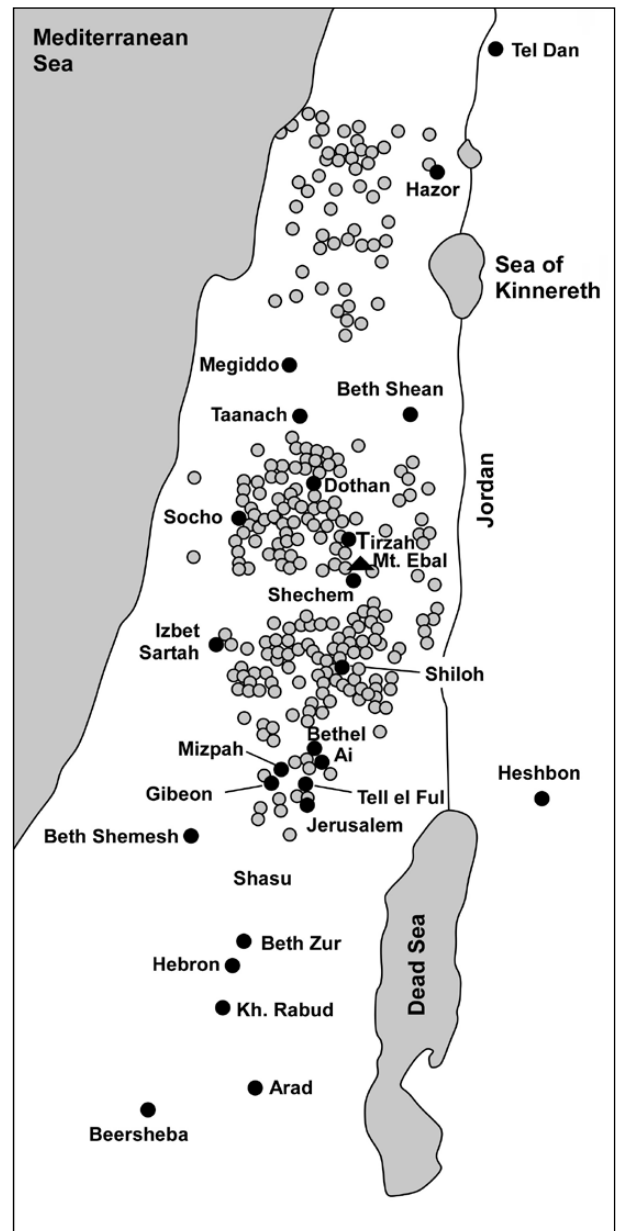 Mediterranean
Sea
Tel Dan
Hazor
Sea of
Kinnereth
Megiddo
Beth Shean
Taanach
Jordan
Dothan
Socho
Tirzah
Mt. Ebal
Shechem
Izbet
Sartah
Shiloh
Bethel
Mizpah
Ai
Heshbon
Gibeon
Tell el Ful
Jerusalem
Beth Shemesh
Shasu
Dead Sea
Beth Zur
Hebron
Kh. Rabud
Arad
Beersheba